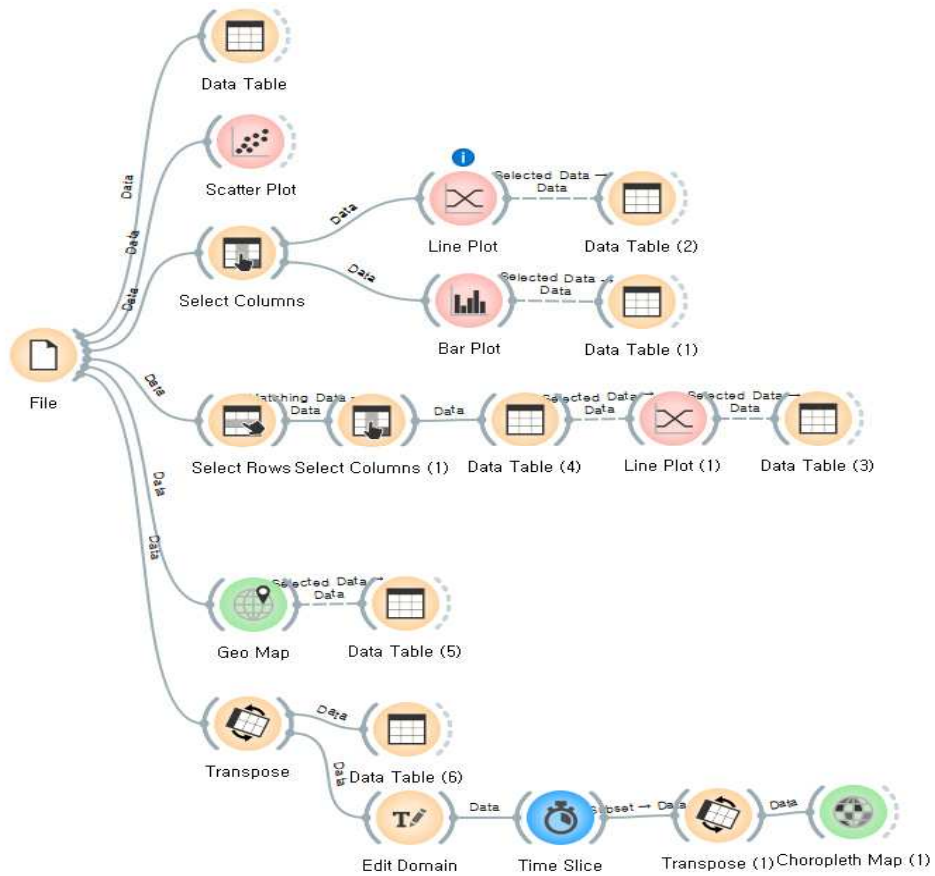 Data Table
Data
Scatter Plot
Data
Select Columns
Data
Data
i
Line Plot
Selected Data →
Data
Data Table (2)
Data
Bar Plot
Selected Data →
Data
Data Table (1)
File
Data
Select Rows
Matching Data →
Data
Select Columns (1)
Data
Data Table (4)
Selected Data →
Data
Line Plot (1)
Selected Data →
Data
Data Table (3)
Data
Geo Map
Selected Data →
Data
Data Table (5)
Data
Transpose
Data
Data Table (6)
Data
T
Edit Domain
Data
Time Slice
Subset → Data
Transpose (1)
Data
Choropleth Map (1)